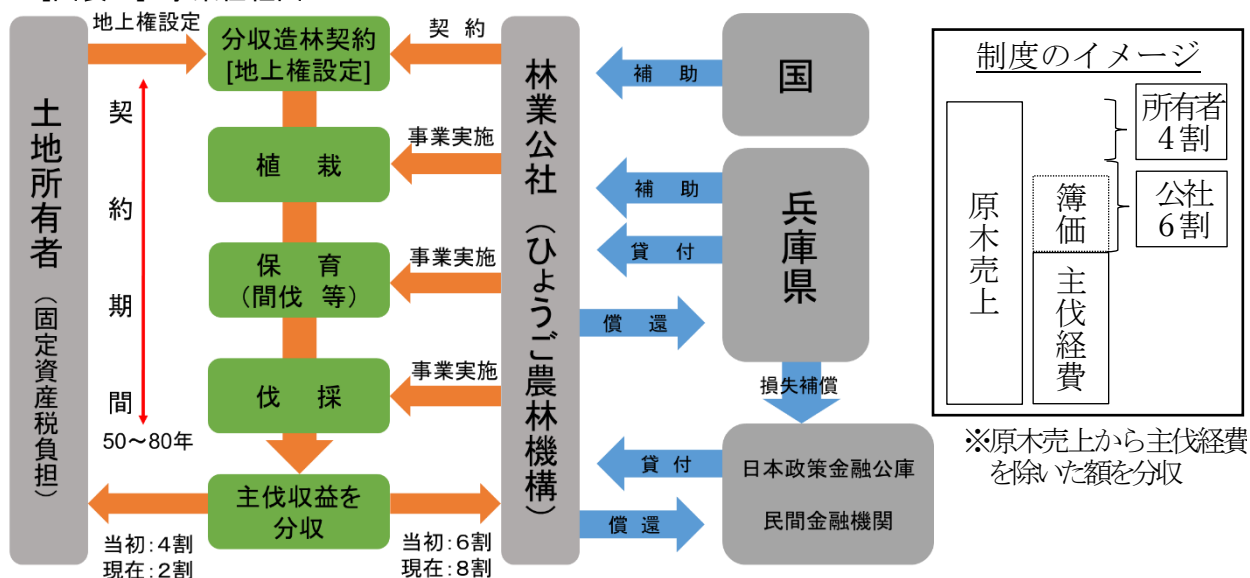 地上権設定
土地所有者（固定資産税負担）
契約期間
50～80年
分収造林契約
[地上権設定]
植　栽
保　育
（間伐 等）
伐　採
主伐収益を
分収
当初：4割
現在：2割
当初：6割
現在：8割
契 約
事業実施
事業実施
事業実施
林業公社（ひょうご農林機構）
補　助
補　助
貸　付
償　還
貸　付
償　還
国
兵庫県
損失補償
日本政策金融公庫
民間金融機関
制度のイメージ
原木売上
簿価
主伐経費
所有者
4割
公社
6割
※原木売上から主伐経費
を除いた額を分収